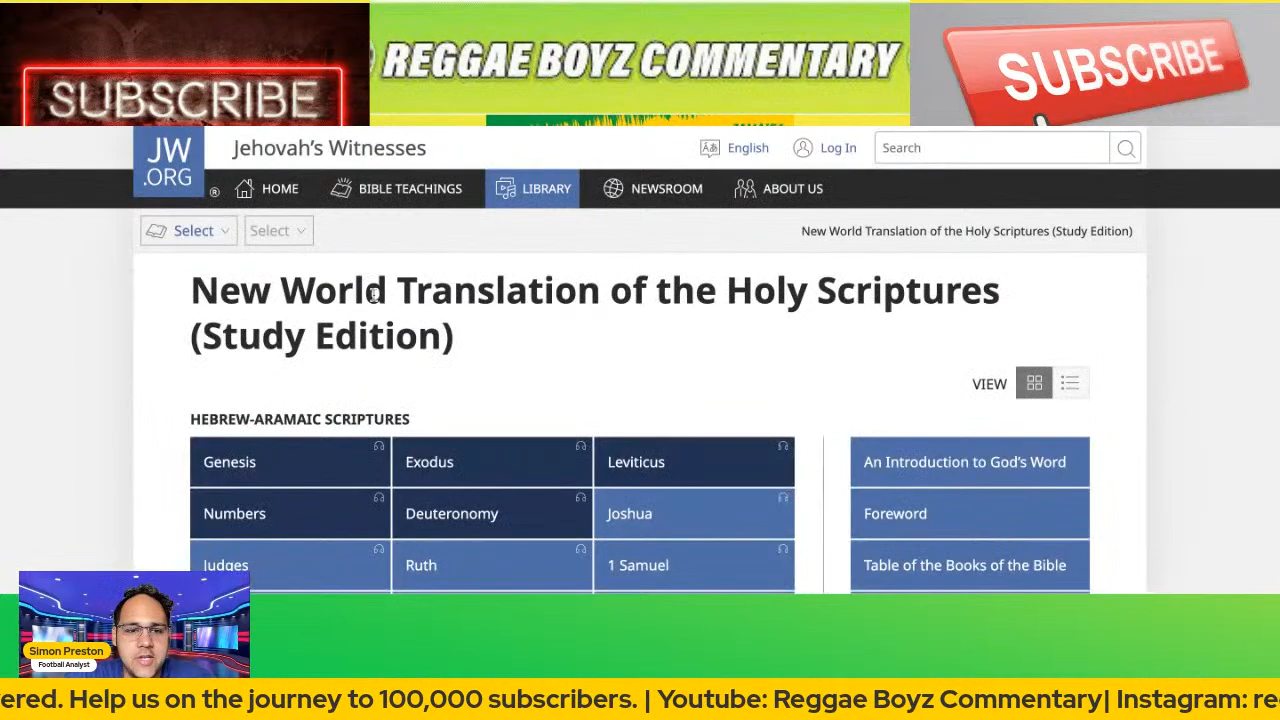 SUBSCRIBE
REGGAE BOYZ COMMENTARY
SUBSCRIBE
JW
.ORG
®
Jehovah's Witnesses
English
Log In
Search
HOME
BIBLE TEACHINGS
LIBRARY
NEWSROOM
ABOUT US
Select
Select
New World Translation of the Holy Scriptures (Study Edition)
New World Translation of the Holy Scriptures
(Study Edition)
VIEW
HEBREW-ARAMAIC SCRIPTURES
Genesis
Exodus
Leviticus
An Introduction to God's Word
Numbers
Deuteronomy
Joshua
Foreword
Judges
Ruth
1 Samuel
Table of the Books of the Bible
Simon Preston
Football Analyst
ered. Help us on the journey to 100,000 subscribers. | Youtube: Reggae Boyz Commentary| Instagram: re